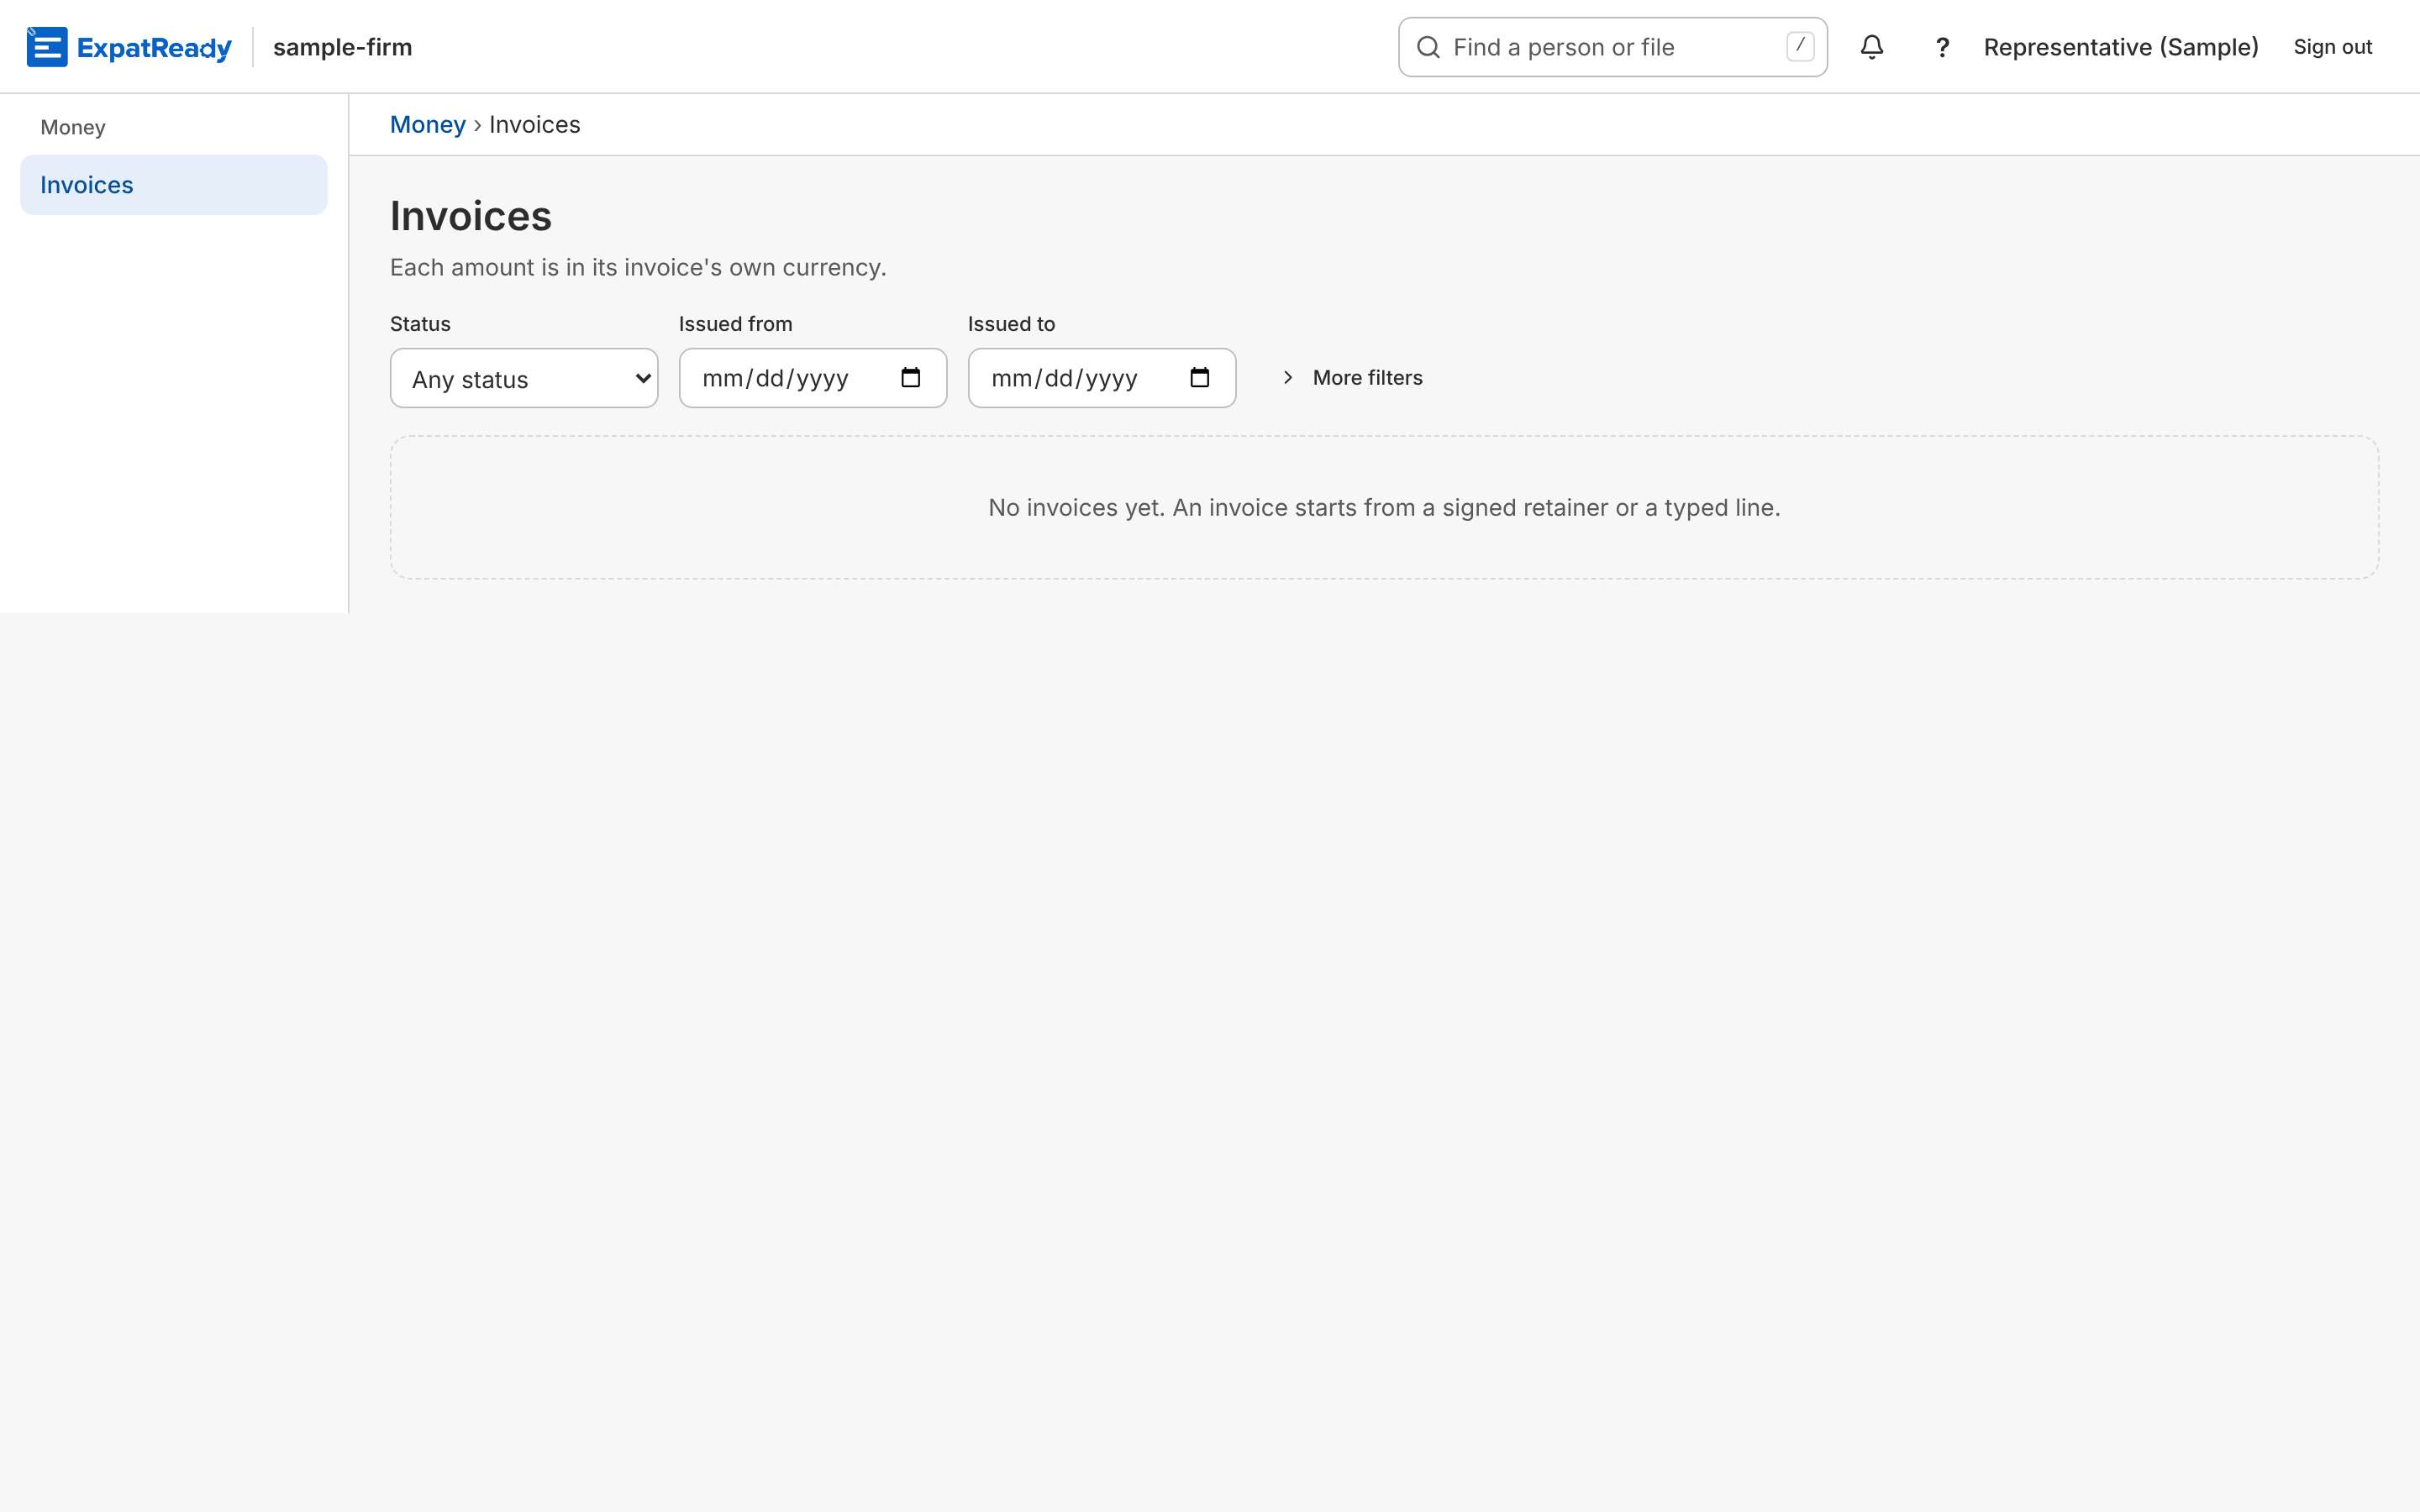 ExpatReady
sample-firm
Find a person or file
/
?
Representative (Sample)
Sign out
Money
Invoices
Money › Invoices
Invoices
Each amount is in its invoice's own currency.
Status
Issued from
Issued to
Any status
mm/dd/yyyy
mm/dd/yyyy
More filters
No invoices yet. An invoice starts from a signed retainer or a typed line.